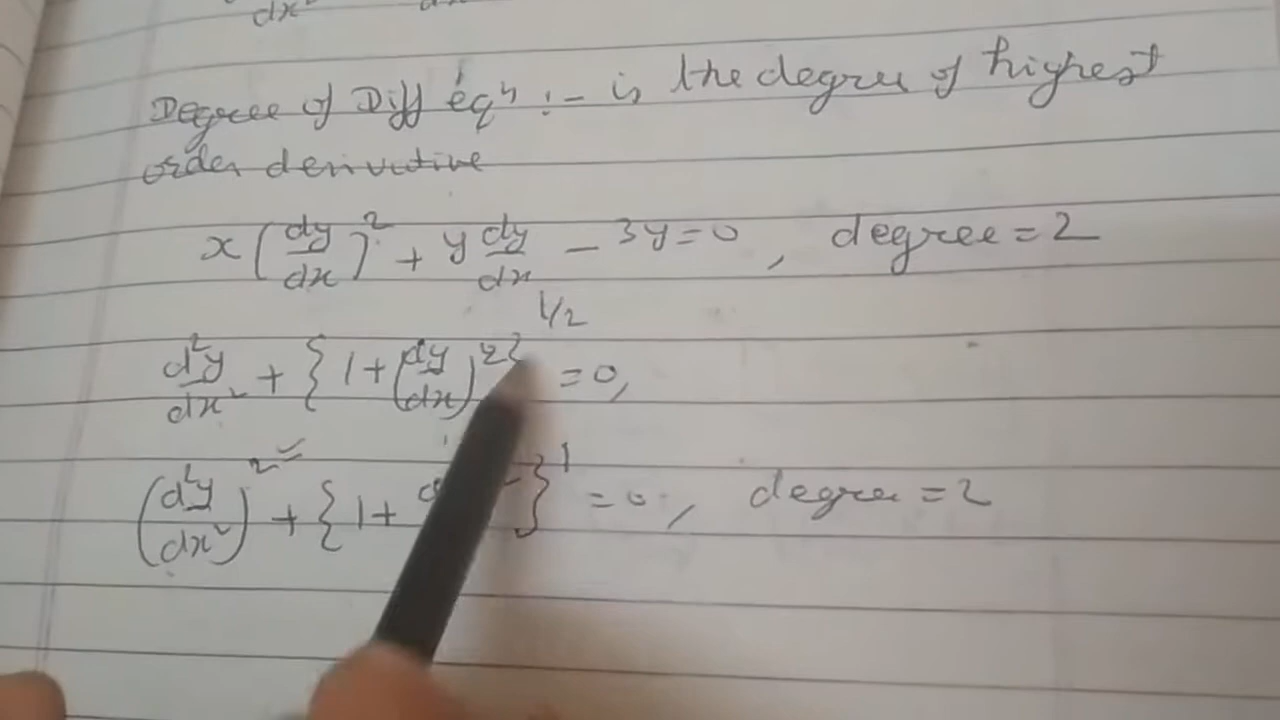 Degree of Diff eqⁿ :- is the degree of highest
order derivative
x(dy/dx)² + y dy/dx - 3y = 0, degree = 2
d²y/dx² + {1+(dy/dx)²}^1/2 = 0,
(d²y/dx²)² + {1+ }¹ = 0, degree = 2